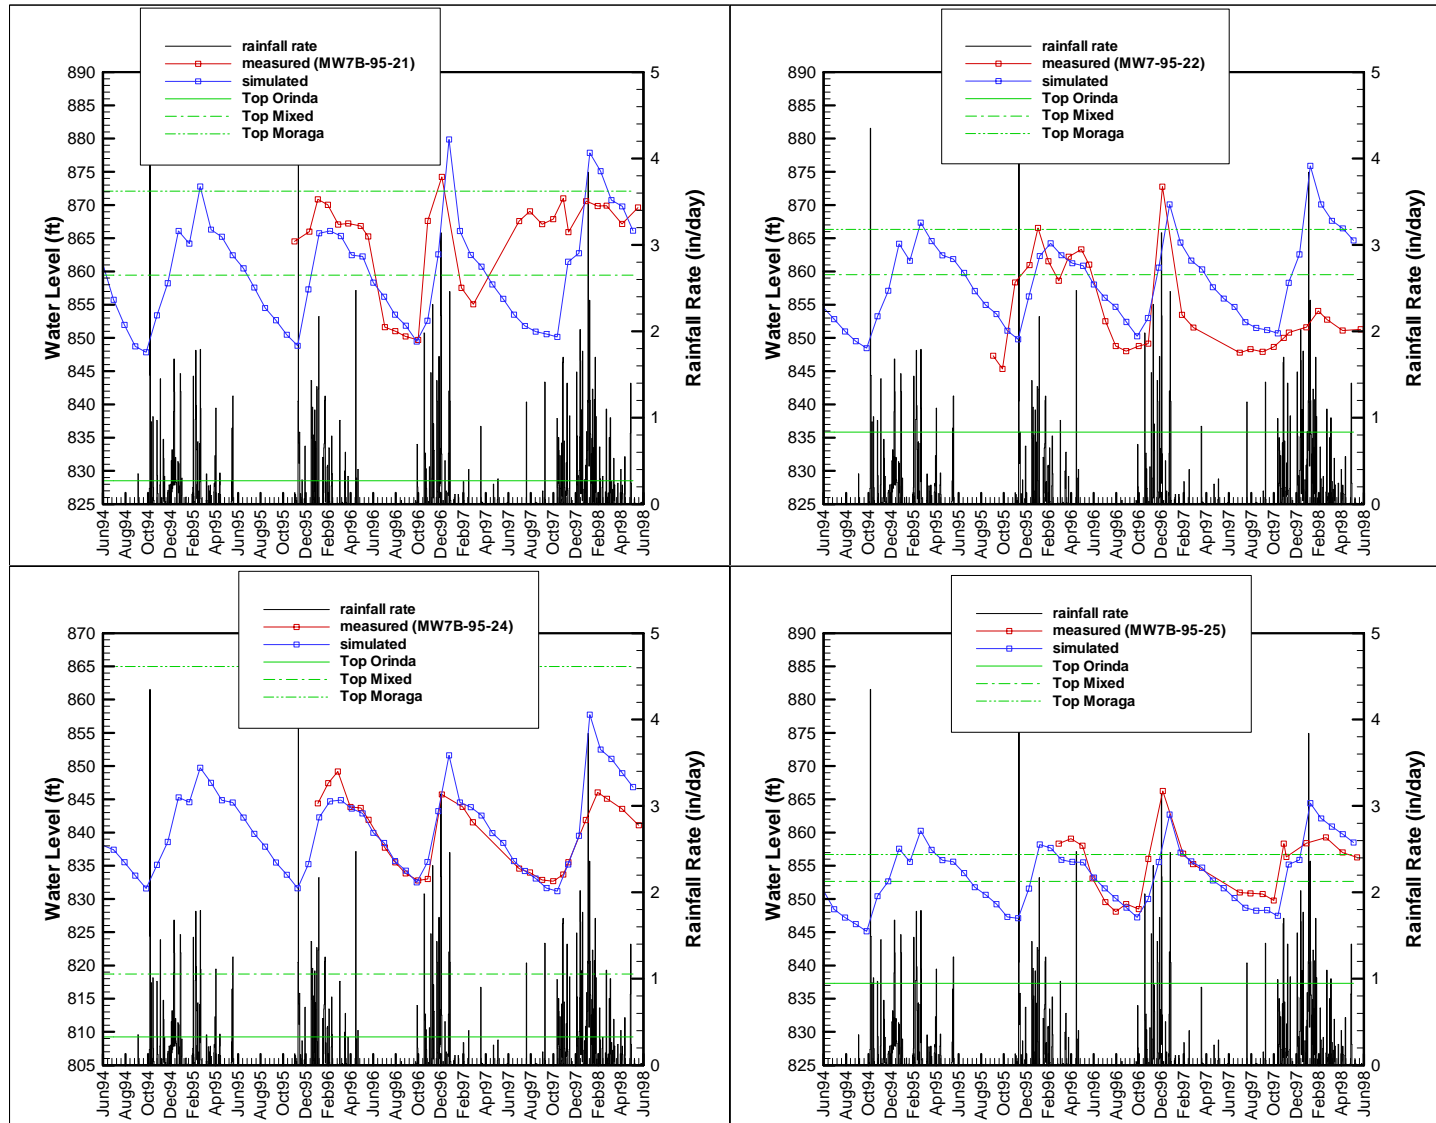 rainfall rate
measured (MW7B-95-21)
simulated
Top Orinda
Top Mixed
Top Moraga
890
885
880
875
870
865
860
855
850
845
840
835
830
825
Water Level (ft)
5
4
3
2
1
0
Rainfall Rate (in/day)
Jun94
Aug94
Oct94
Dec94
Feb95
Apr95
Jun95
Aug95
Oct95
Dec95
Feb96
Apr96
Jun96
Aug96
Oct96
Dec96
Feb97
Apr97
Jun97
Aug97
Oct97
Dec97
Feb98
Apr98
Jun98
rainfall rate
measured (MW7-95-22)
simulated
Top Orinda
Top Mixed
Top Moraga
890
885
880
875
870
865
860
855
850
845
840
835
830
825
Water Level (ft)
5
4
3
2
1
0
Rainfall Rate (in/day)
Jun94
Aug94
Oct94
Dec94
Feb95
Apr95
Jun95
Aug95
Oct95
Dec95
Feb96
Apr96
Jun96
Aug96
Oct96
Dec96
Feb97
Apr97
Jun97
Aug97
Oct97
Dec97
Feb98
Apr98
Jun98
rainfall rate
measured (MW7B-95-24)
simulated
Top Orinda
Top Mixed
Top Moraga
870
865
860
855
850
845
840
835
830
825
820
815
810
805
Water Level (ft)
5
4
3
2
1
0
Rainfall Rate (in/day)
Jun94
Aug94
Oct94
Dec94
Feb95
Apr95
Jun95
Aug95
Oct95
Dec95
Feb96
Apr96
Jun96
Aug96
Oct96
Dec96
Feb97
Apr97
Jun97
Aug97
Oct97
Dec97
Feb98
Apr98
Jun98
rainfall rate
measured (MW7B-95-25)
simulated
Top Orinda
Top Mixed
Top Moraga
890
885
880
875
870
865
860
855
850
845
840
835
830
825
Water Level (ft)
5
4
3
2
1
0
Rainfall Rate (in/day)
Jun94
Aug94
Oct94
Dec94
Feb95
Apr95
Jun95
Aug95
Oct95
Dec95
Feb96
Apr96
Jun96
Aug96
Oct96
Dec96
Feb97
Apr97
Jun97
Aug97
Oct97
Dec97
Feb98
Apr98
Jun98